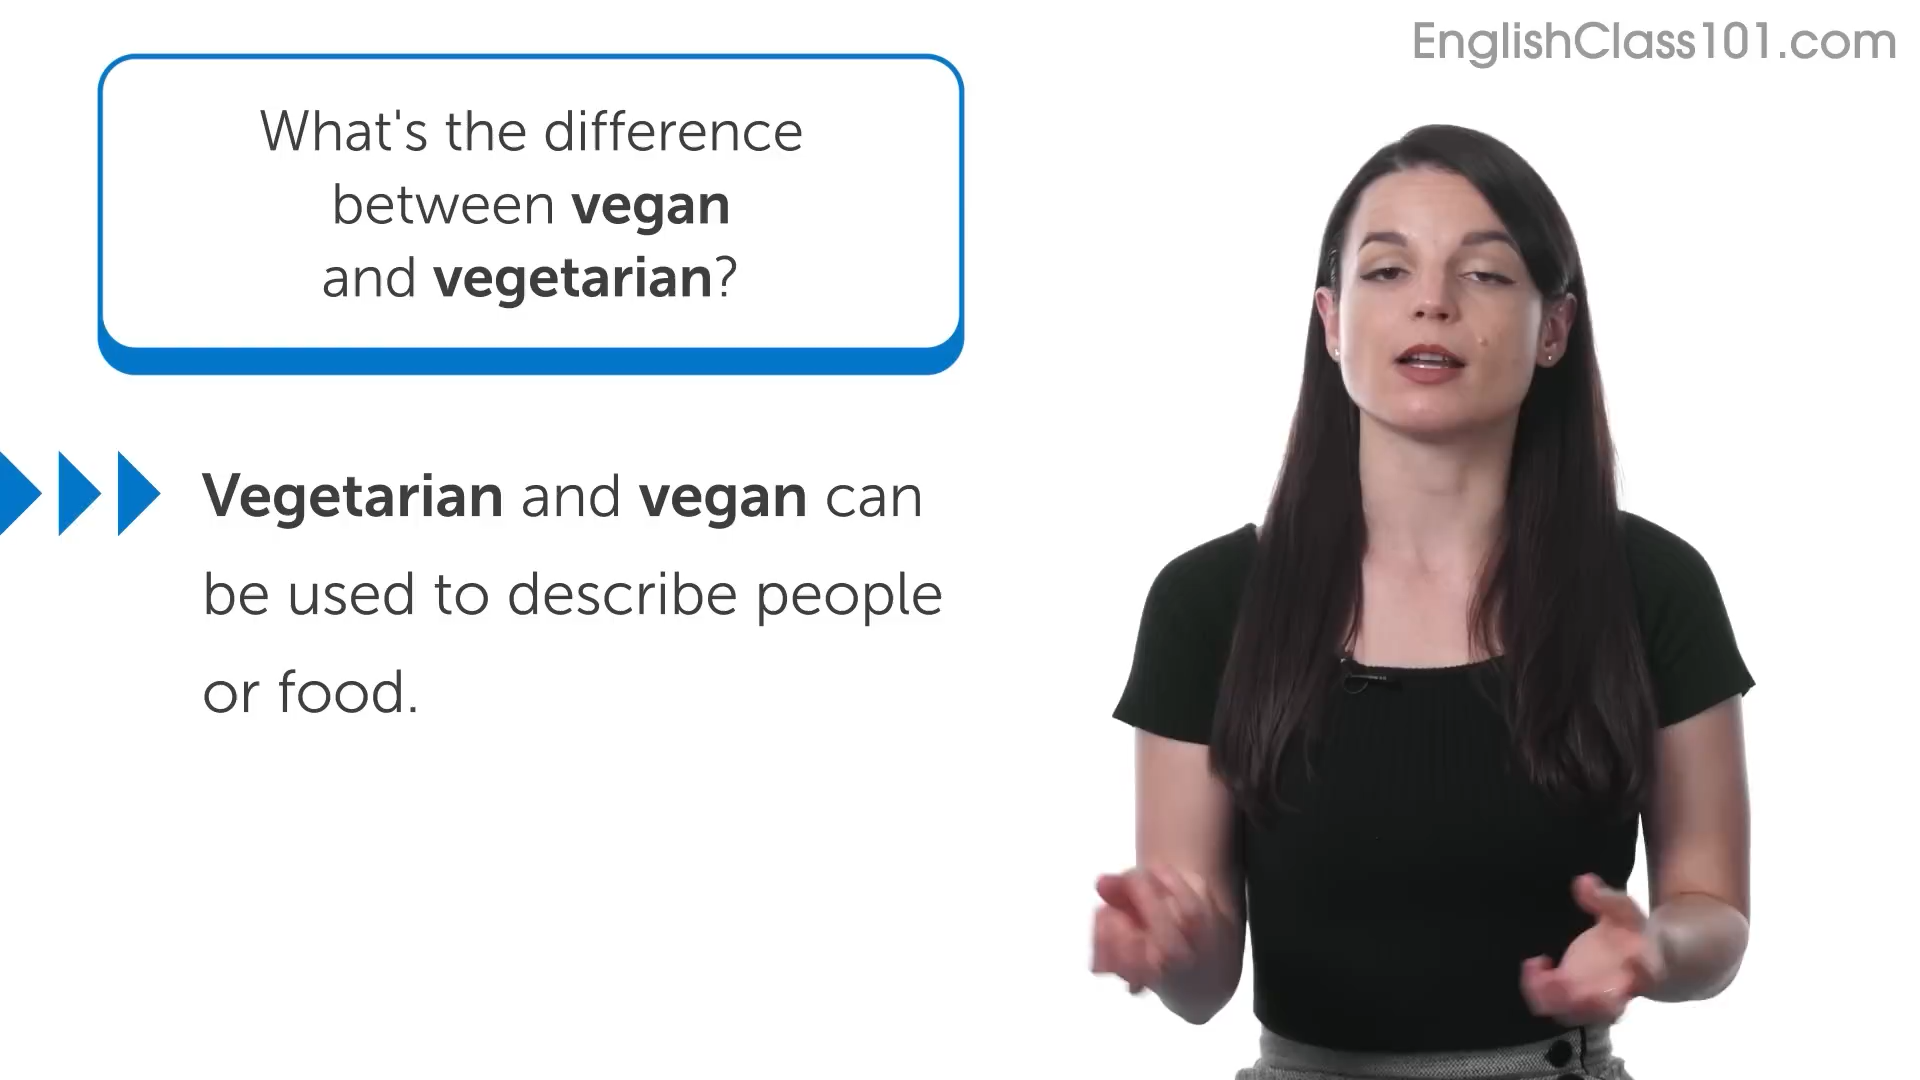 EnglishClass101.com
What's the difference
between vegan
and vegetarian?
Vegetarian and vegan can
be used to describe people
or food.